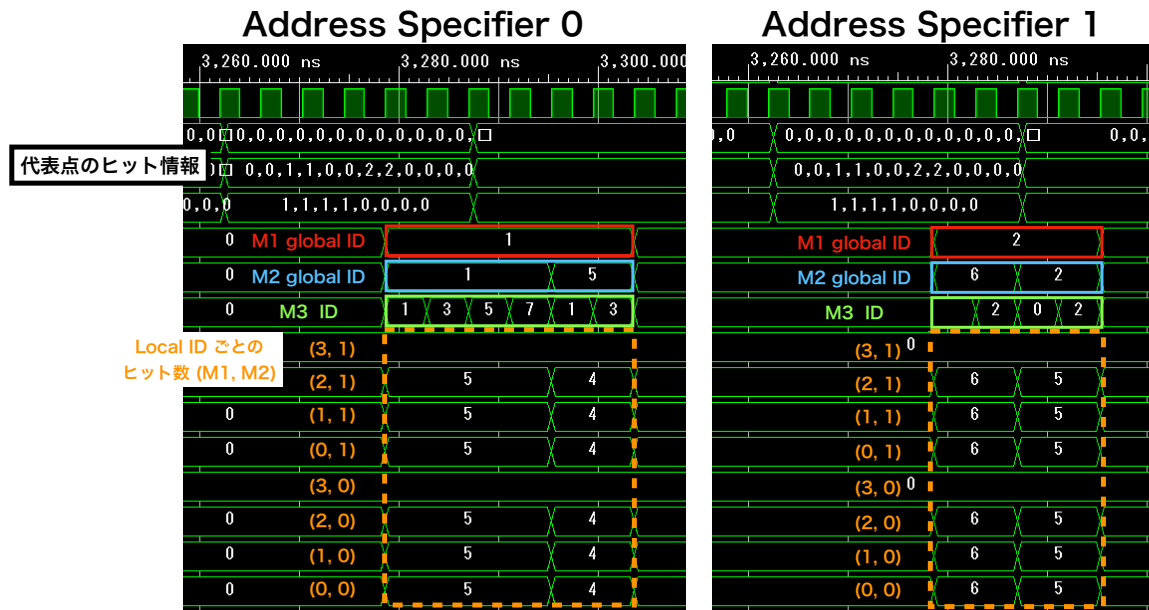 Address Specifier 0
3,260.000 ns 3,280.000 ns 3,300.000
0,0 0,0,0,0,0,0,0,0,0,0,0,0,0,
代表点のヒット情報
0,0,1,1,0,0,2,2,0,0,0,0
0,0,0 1,1,1,1,0,0,0,0
0 M1 global ID 1
0 M2 global ID 1 5
0 M3 ID 1 3 5 7 1 3
Local ID ごとの
ヒット数 (M1, M2)
(3, 1)
(2, 1) 5 4
0 (1, 1) 5 4
0 (0, 1) 5 4
(3, 0)
0 (2, 0) 5 4
0 (1, 0) 5 4
0 (0, 0) 5 4
Address Specifier 1
3,260.000 ns 3,280.000 ns
0,0,0,0,0,0,0,0,0,0,0,0, 0,0,
0,0,1,1,0,0,2,2,0,0,0,0
1,1,1,1,0,0,0,0
M1 global ID 2
M2 global ID 6 2
M3 ID 2 0 2
(3, 1) 0
(2, 1) 6 5
(1, 1) 6 5
(0, 1) 6 5
(3, 0) 0
(2, 0) 6 5
(1, 0) 6 5
(0, 0) 6 5